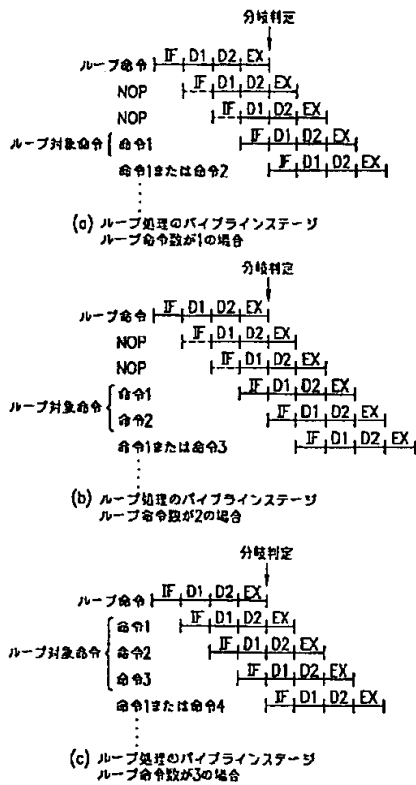 分岐判定
ループ命令 IF D1 D2 EX
NOP IF D1 D2 EX
NOP IF D1 D2 EX
ループ対象命令 命令1 IF D1 D2 EX
命令1または命令2 IF D1 D2 EX
(a) ループ処理のパイプラインステージ
ループ命令数が1の場合
分岐判定
ループ命令 IF D1 D2 EX
NOP IF D1 D2 EX
NOP IF D1 D2 EX
命令1 IF D1 D2 EX
ループ対象命令
命令2 IF D1 D2 EX
命令1または命令3 IF D1 D2 EX
(b) ループ処理のパイプラインステージ
ループ命令数が2の場合
分岐判定
ループ命令 IF D1 D2 EX
命令1 IF D1 D2 EX
ループ対象命令 命令2 IF D1 D2 EX
命令3 IF D1 D2 EX
命令1または命令4 IF D1 D2 EX
(c) ループ処理のパイプラインステージ
ループ命令数が3の場合